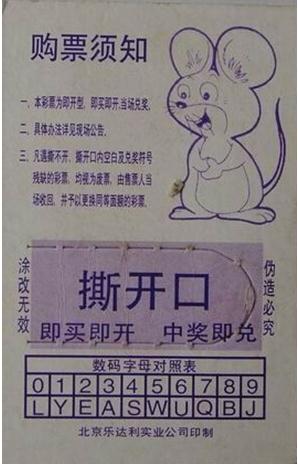 购票须知
一、本彩票为即开型，即买即开,当场兑奖。
二、具体办法详见现场公告。
三、凡遇撕不开、撕开口内空白及兑奖符号
残缺的彩票，均视为废票，由售票人当
场收回，并予以更换同等面额的彩票。
涂改无效
撕开口
即买即开 中奖即兑
伪造必究
数码字母对照表
0 1 2 3 4 5 6 7 8 9
L Y E A S W U Q B J
北京乐达利实业公司印制